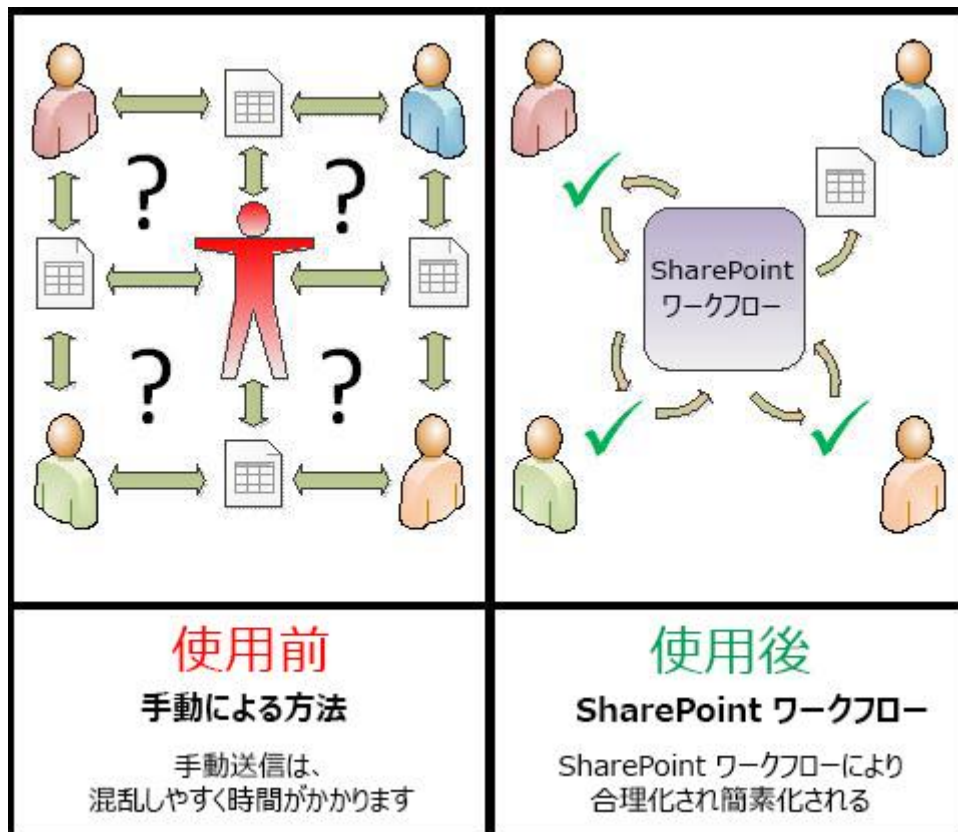 ?
?
?
?
SharePoint
ワークフロー
使用前
手動による方法
手動送信は、
混乱しやすく時間がかかります
使用後
SharePoint ワークフロー
SharePoint ワークフローにより
合理化され簡素化される